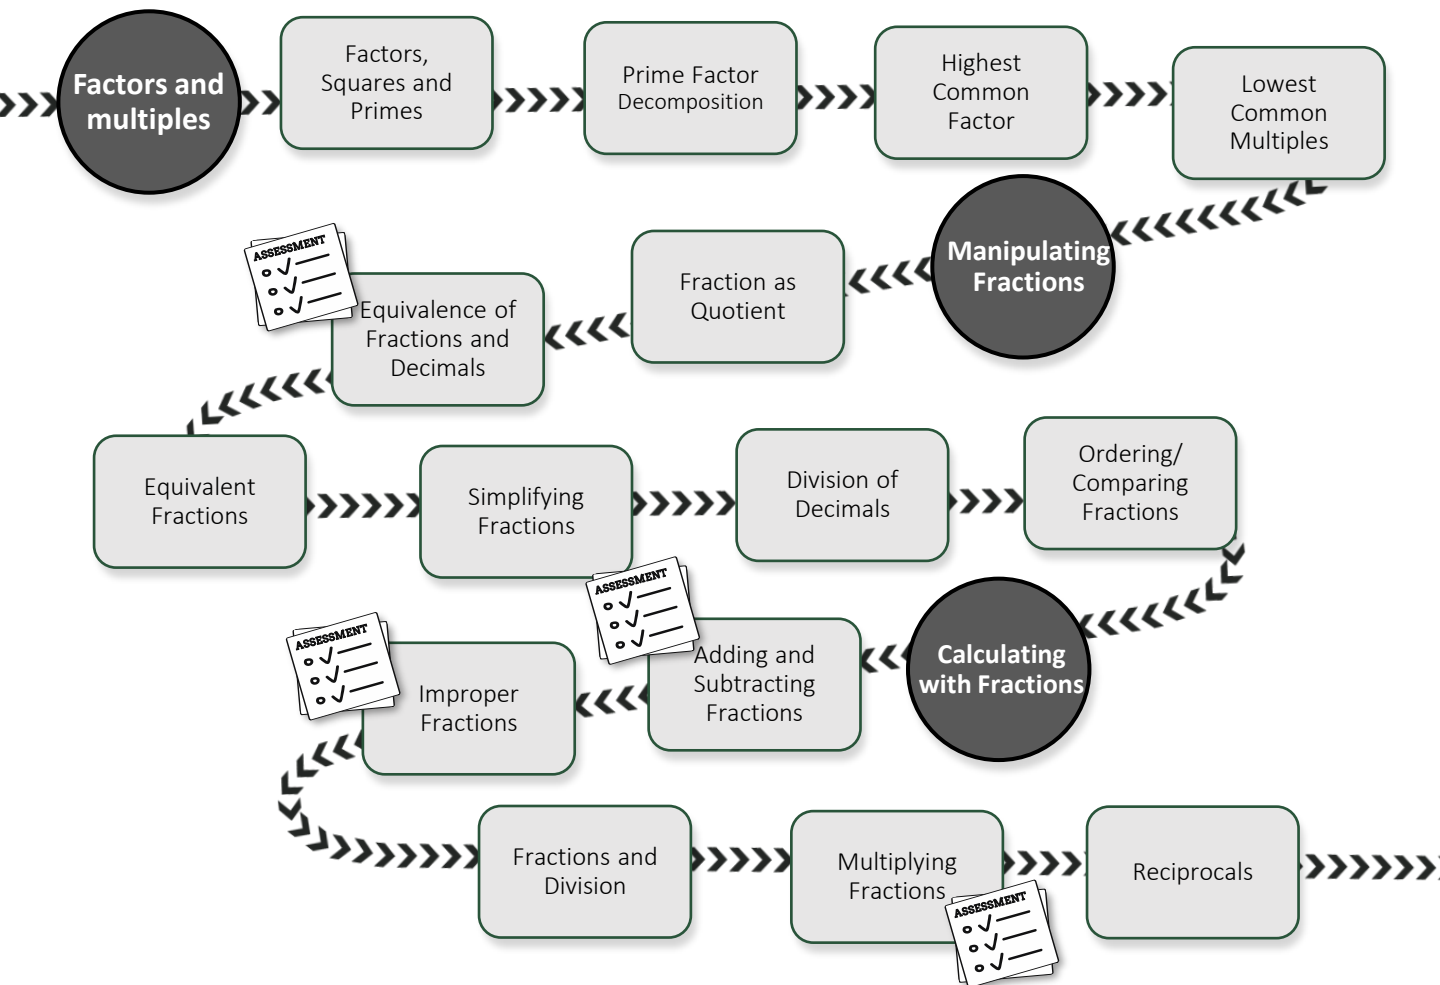 Factors and
multiples
Factors,
Squares and
Primes
Prime Factor
Decomposition
Highest
Common
Factor
Lowest
Common
Multiples
Manipulating
Fractions
Fraction as
Quotient
ASSESSMENT
Equivalence of
Fractions and
Decimals
Equivalent
Fractions
Simplifying
Fractions
Division of
Decimals
Ordering/
Comparing
Fractions
Calculating
with Fractions
ASSESSMENT
Adding and
Subtracting
Fractions
ASSESSMENT
Improper
Fractions
Fractions and
Division
Multiplying
Fractions
ASSESSMENT
Reciprocals